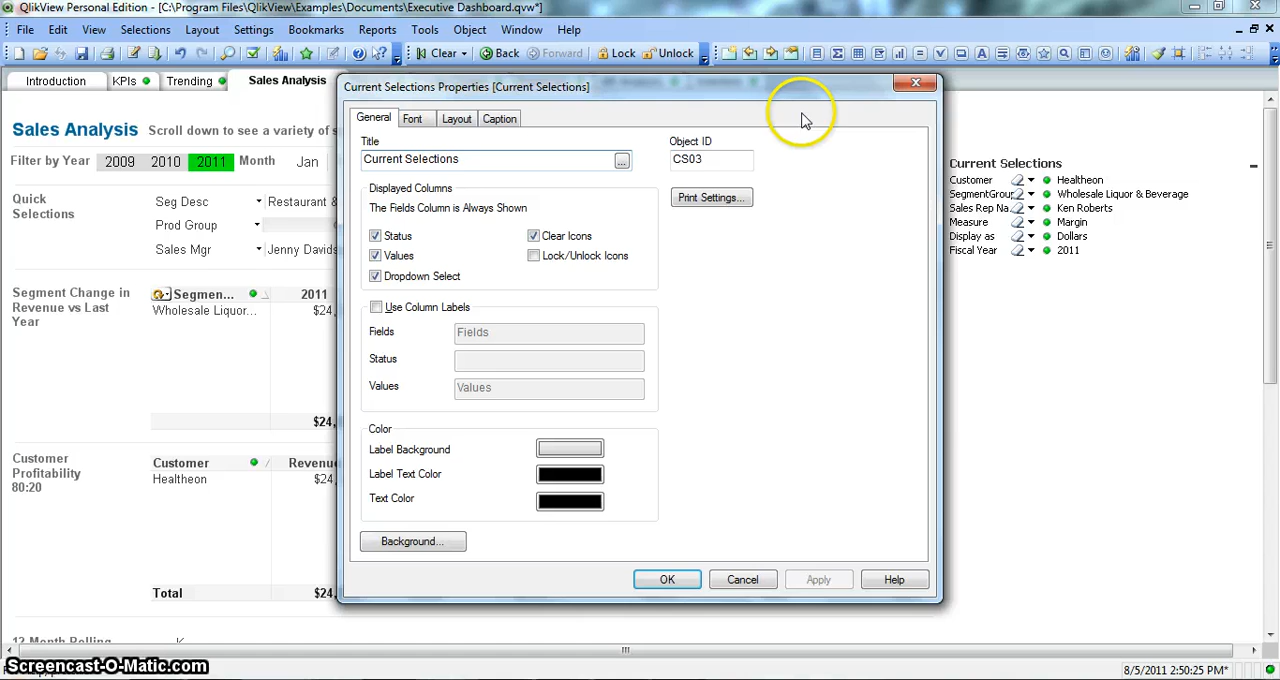 QlikView Personal Edition - [C:\Program Files\QlikView\Examples\Documents\Executive Dashboard.qvw*]
File Edit View Selections Layout Settings Bookmarks Reports Tools Object Window Help
Clear Back Forward Lock Unlock
Introduction KPIs Trending Sales Analysis
Current Selections Properties [Current Selections]
General Font Layout Caption
Title Object ID
Current Selections ... CS03
Displayed Columns
The Fields Column is Always Shown
Print Settings...
Status Clear Icons
Values Lock/Unlock Icons
Dropdown Select
Use Column Labels
Fields Fields
Status
Values Values
Color
Label Background
Label Text Color
Text Color
Background...
OK Cancel Apply Help
Sales Analysis Scroll down to see a variety of
Filter by Year 2009 2010 2011 Month Jan
Quick
Selections
Seg Desc Restaurant &
Prod Group
Sales Mgr Jenny Davids
Segment Change in
Revenue vs Last
Year
Segmen... 2011
Wholesale Liquor... $24,
$24,
Customer
Profitability
80:20
Customer Revenue
Healtheon $24,
Total $24,
12 Month Rolling
Current Selections
Customer Healtheon
SegmentGroup Wholesale Liquor & Beverage
Sales Rep Na Ken Roberts
Measure Margin
Display as Dollars
Fiscal Year 2011
Screencast-O-Matic.com
8/5/2011 2:50:25 PM*